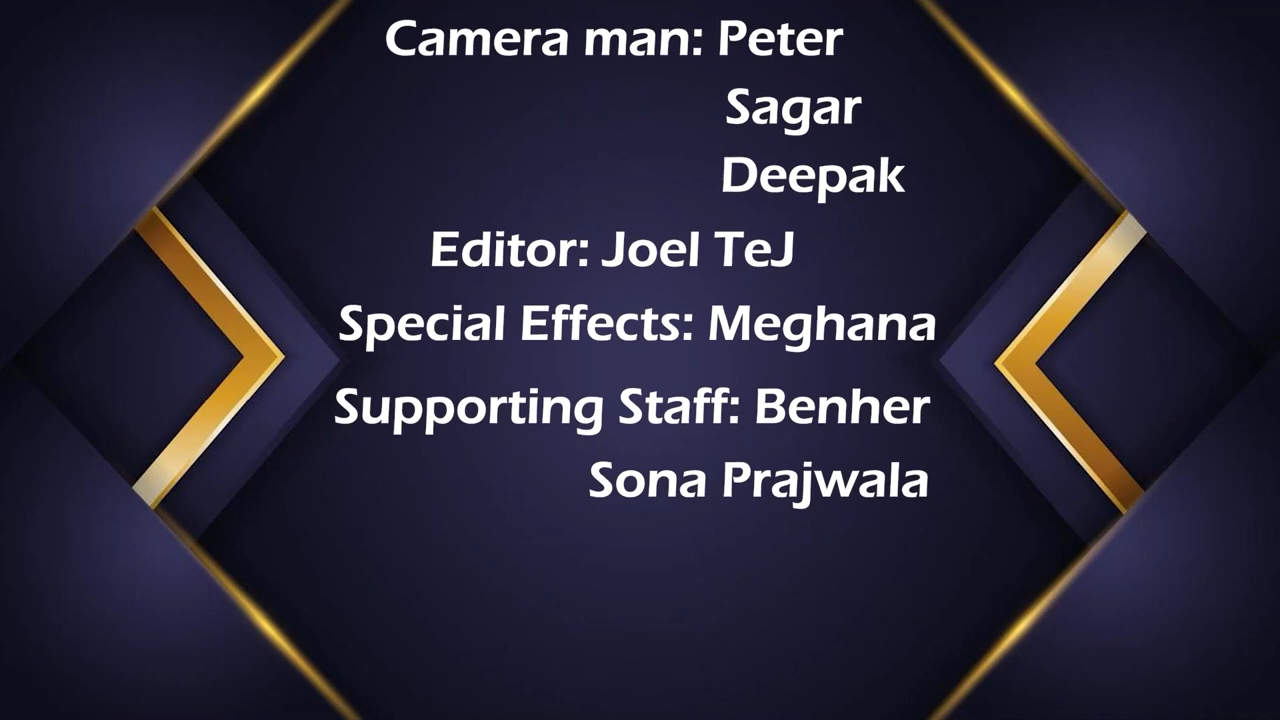 Camera man: Peter
Sagar
Deepak
Editor: Joel TeJ
Special Effects: Meghana
Supporting Staff: Benher
Sona Prajwala